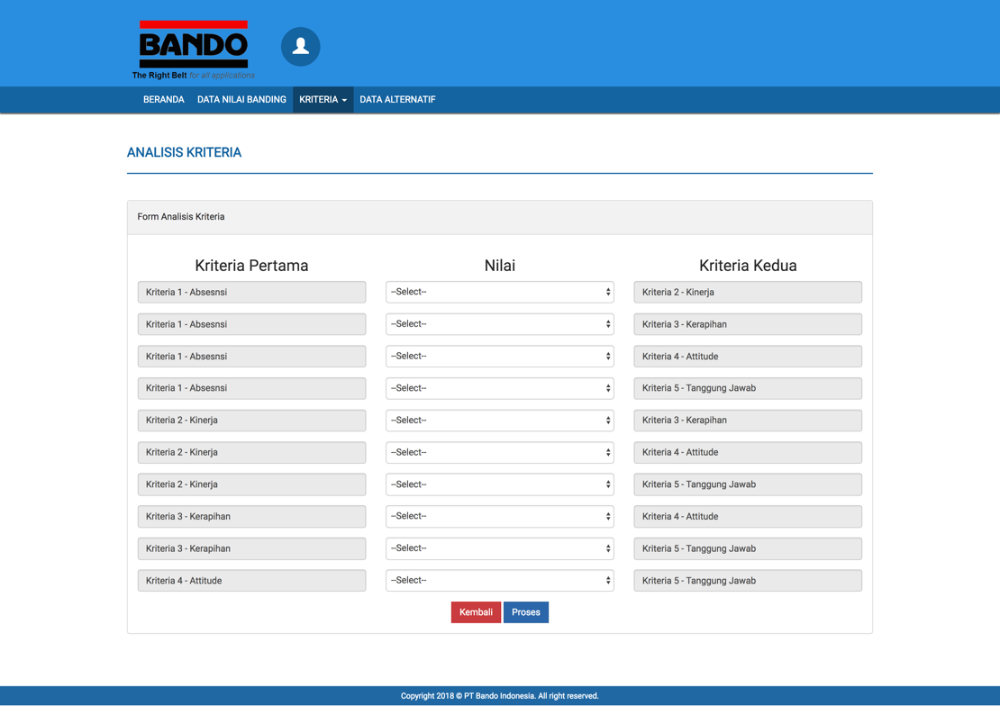 BANDO
The Right Belt for all applications
BERANDA DATA NILAI BANDING KRITERIA DATA ALTERNATIF
ANALISIS KRITERIA
Form Analisis Kriteria
Kriteria Pertama Nilai Kriteria Kedua
Kriteria 1 - Absesnsi --Select-- Kriteria 2 - Kinerja
Kriteria 1 - Absesnsi --Select-- Kriteria 3 - Kerapihan
Kriteria 1 - Absesnsi --Select-- Kriteria 4 - Attitude
Kriteria 1 - Absesnsi --Select-- Kriteria 5 - Tanggung Jawab
Kriteria 2 - Kinerja --Select-- Kriteria 3 - Kerapihan
Kriteria 2 - Kinerja --Select-- Kriteria 4 - Attitude
Kriteria 2 - Kinerja --Select-- Kriteria 5 - Tanggung Jawab
Kriteria 3 - Kerapihan --Select-- Kriteria 4 - Attitude
Kriteria 3 - Kerapihan --Select-- Kriteria 5 - Tanggung Jawab
Kriteria 4 - Attitude --Select-- Kriteria 5 - Tanggung Jawab
Kembali Proses
Copyright 2018 © PT Bando Indonesia. All right reserved.